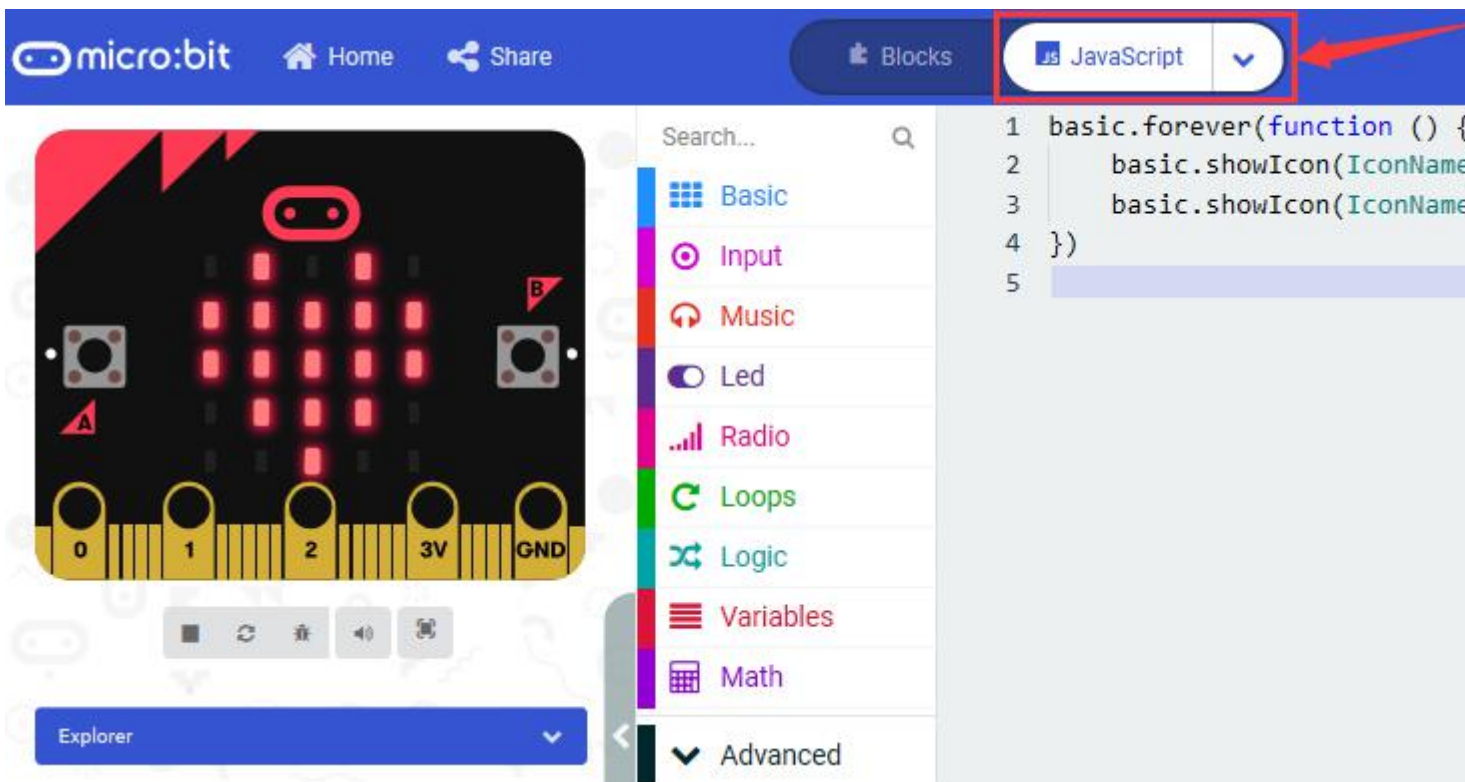 micro:bit Home Share Blocks JS JavaScript
B
A
0 1 2 3V GND
Explorer
Search...
Basic
Input
Music
Led
Radio
Loops
Logic
Variables
Math
Advanced
1 basic.forever(function () {
2 basic.showIcon(IconName
3 basic.showIcon(IconName
4 })
5